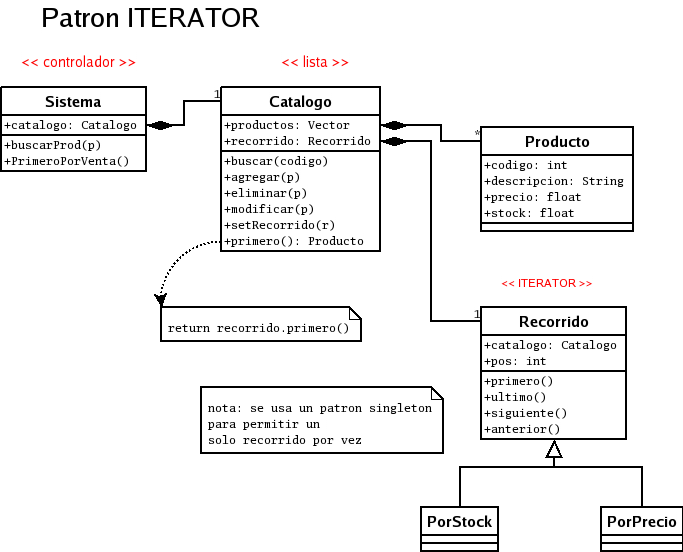 Patron ITERATOR
<< controlador >>
<< lista >>
Sistema
+catalogo: Catalogo
+buscarProd(p)
+PrimeroPorVenta()
1
Catalogo
+productos: Vector
+recorrido: Recorrido
+buscar(codigo)
+agregar(p)
+eliminar(p)
+modificar(p)
+setRecorrido(r)
+primero(): Producto
*
Producto
+codigo: int
+descripcion: String
+precio: float
+stock: float
return recorrido.primero()
<< ITERATOR >>
1
Recorrido
+catalogo: Catalogo
+pos: int
+primero()
+ultimo()
+siguiente()
+anterior()
nota: se usa un patron singleton
para permitir un
solo recorrido por vez
PorStock
PorPrecio